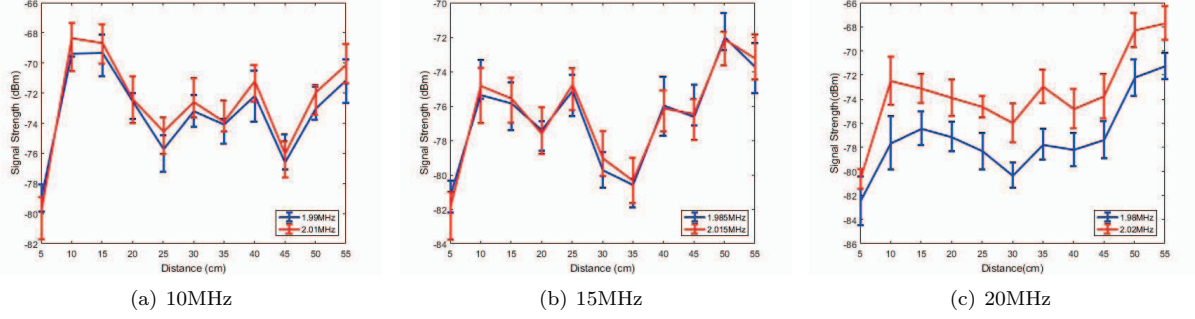 -66
-68
-70
-72
-74
-76
-78
-80
-82
Signal Strength (dBm)
5 10 15 20 25 30 35 40 45 50 55
Distance (cm)
1.99MHz
2.01MHz
(a) 10MHz
-70
-72
-74
-76
-78
-80
-82
-84
Signal Strength (dBm)
5 10 15 20 25 30 35 40 45 50 55
Distance (cm)
1.985MHz
2.015MHz
(b) 15MHz
-66
-68
-70
-72
-74
-76
-78
-80
-82
-84
-86
Signal Strength (dBm)
5 10 15 20 25 30 35 40 45 50 55
Distance(cm)
1.98MHz
2.02MHz
(c) 20MHz